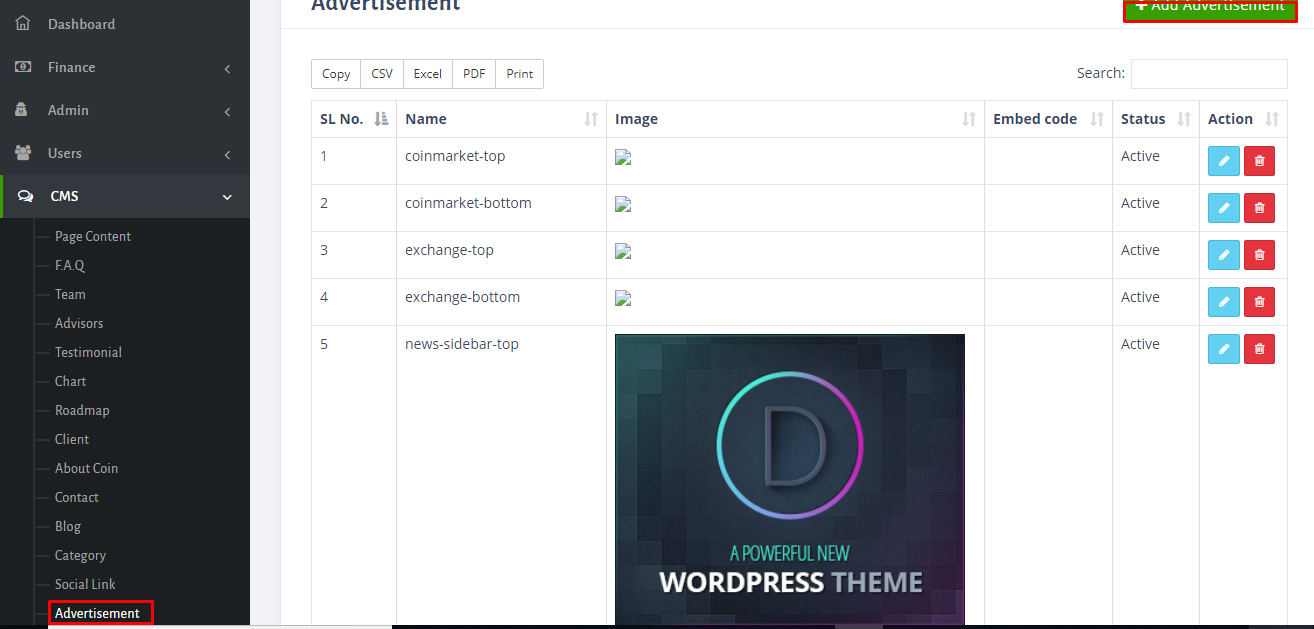 Advertisement
+ Add Advertisement
Dashboard
Finance
Admin
Users
CMS
Page Content
F.A.Q
Team
Advisors
Testimonial
Chart
Roadmap
Client
About Coin
Contact
Blog
Category
Social Link
Advertisement
Copy CSV Excel PDF Print
Search:
SL No. Name Image Embed code Status Action
1 coinmarket-top Active
2 coinmarket-bottom Active
3 exchange-top Active
4 exchange-bottom Active
5 news-sidebar-top Active
D
A POWERFUL NEW
WORDPRESS THEME